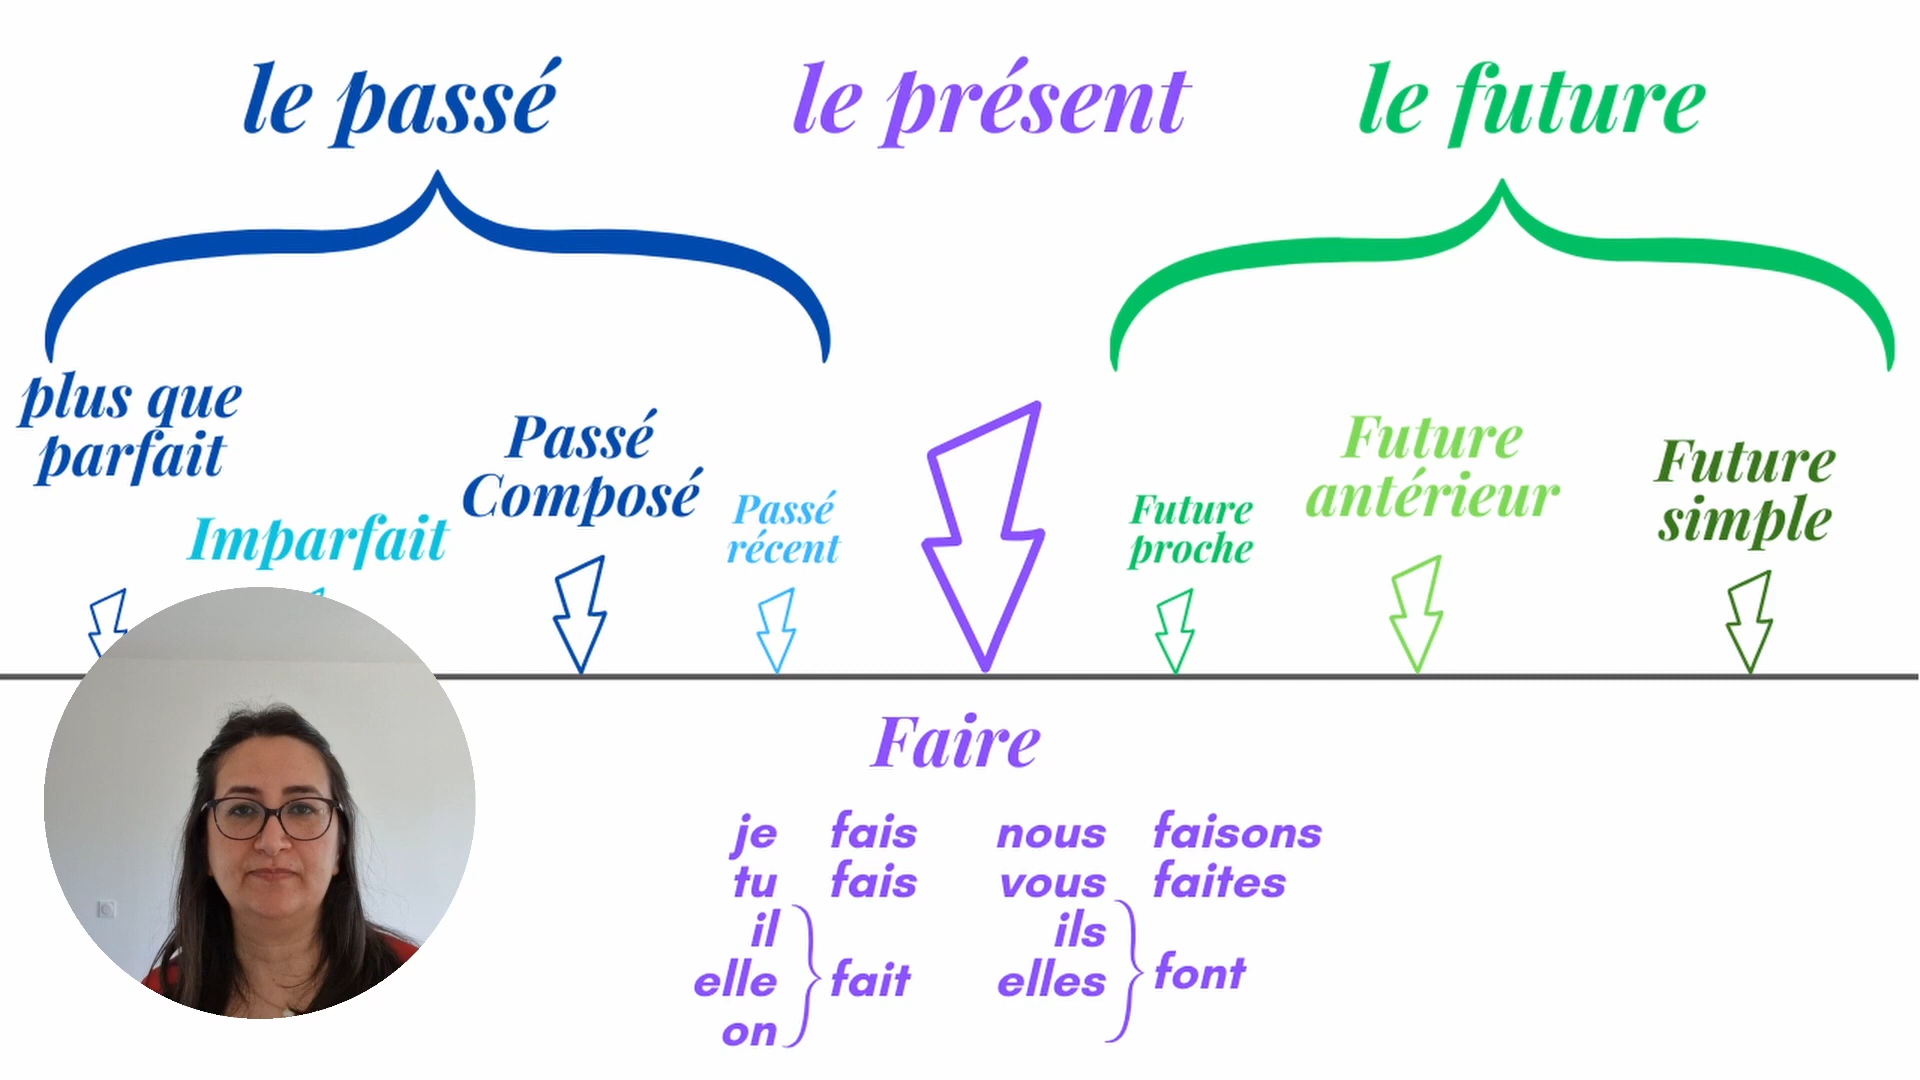 le passé
le présent
le future
plus que
parfait
Imparfait
Passé
Composé
Passé
récent
Future
proche
Future
antérieur
Future
simple
Faire
je fais
tu fais
il
elle fait
on
nous faisons
vous faites
ils
elles font